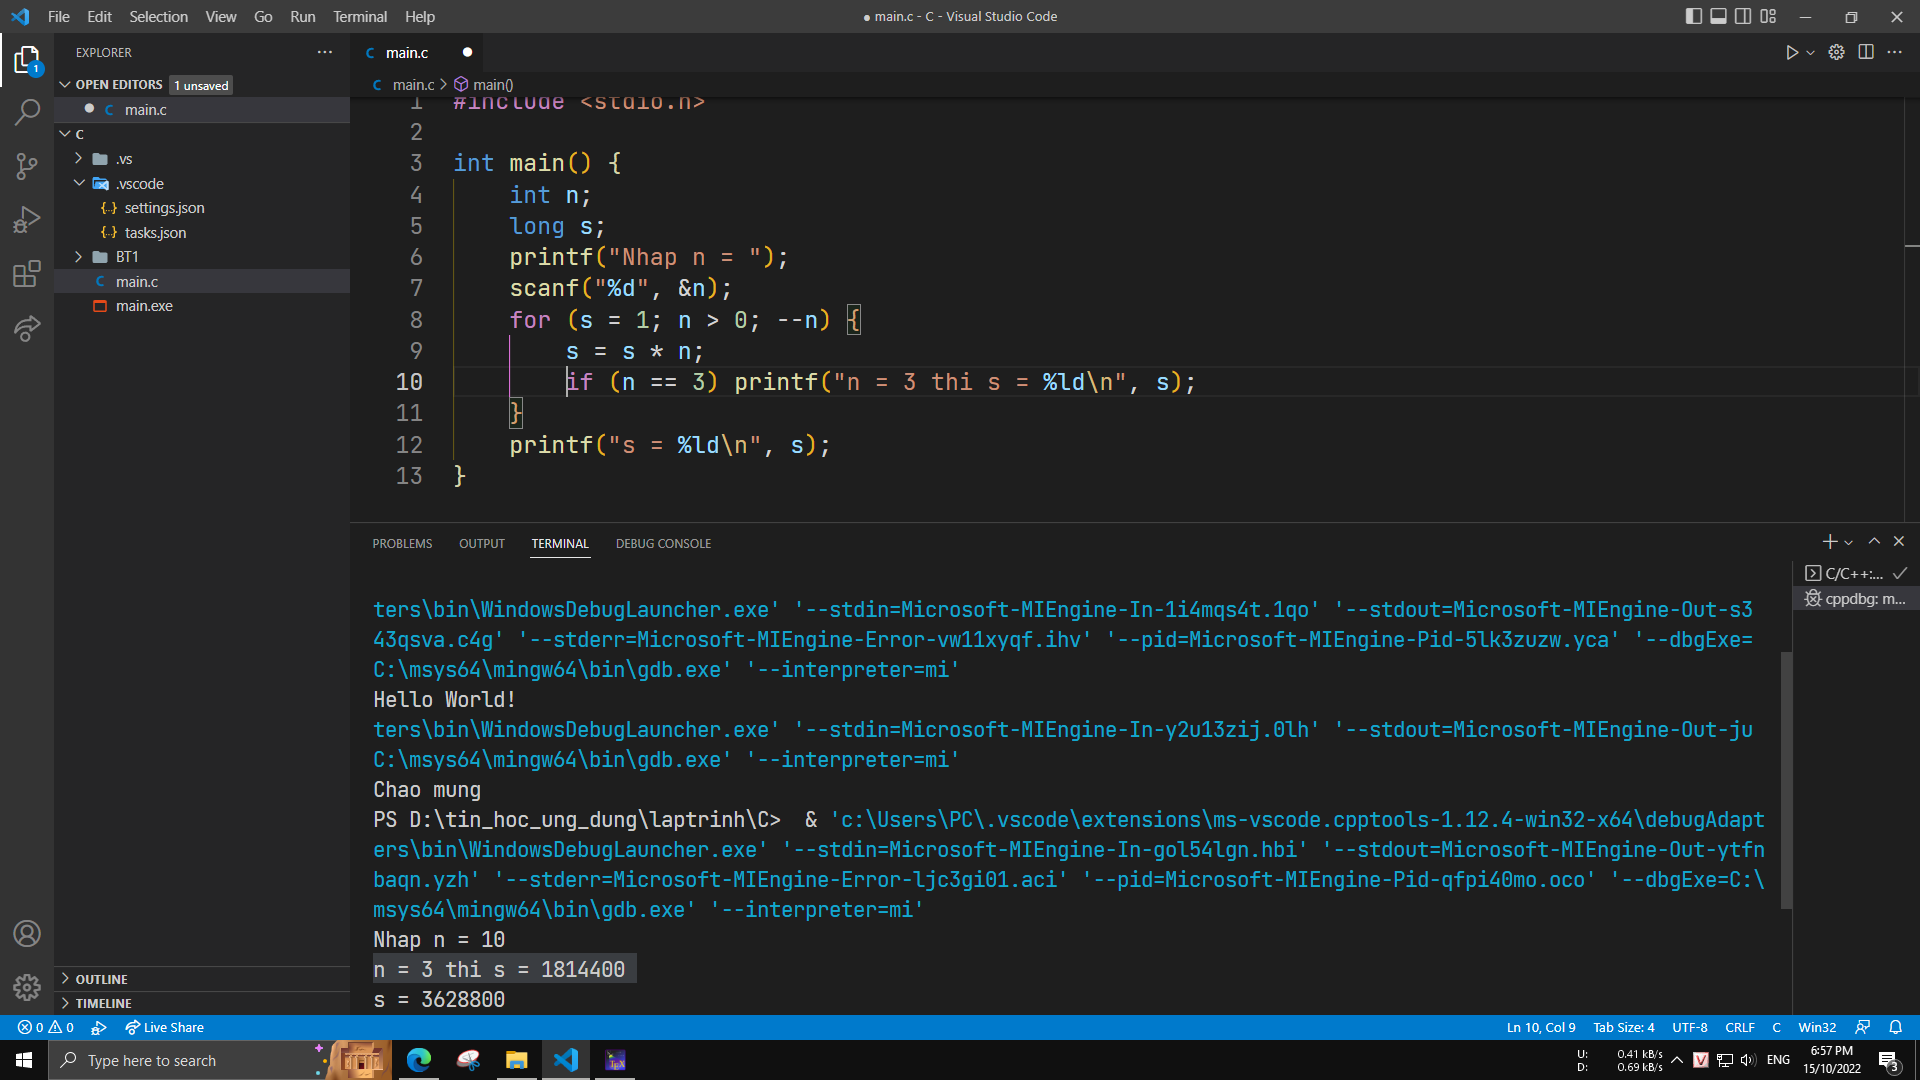 File Edit Selection View Go Run Terminal Help
● main.c - C - Visual Studio Code
EXPLORER
OPEN EDITORS 1 unsaved
C main.c
C
.vs
.vscode
{..} settings.json
{..} tasks.json
BT1
C main.c
main.exe
OUTLINE
TIMELINE
C main.c
C main.c > main()
1 #include <stdio.h>
2
3 int main() {
4 int n;
5 long s;
6 printf("Nhap n = ");
7 scanf("%d", &n);
8 for (s = 1; n > 0; --n) {
9 s = s * n;
10 if (n == 3) printf("n = 3 thi s = %ld\n", s);
11 }
12 printf("s = %ld\n", s);
13 }
PROBLEMS OUTPUT TERMINAL DEBUG CONSOLE
ters\bin\WindowsDebugLauncher.exe' '--stdin=Microsoft-MIEngine-In-1i4mqs4t.1qo' '--stdout=Microsoft-MIEngine-Out-s3
43qsva.c4g' '--stderr=Microsoft-MIEngine-Error-vw11xyqf.ihv' '--pid=Microsoft-MIEngine-Pid-5lk3zuzw.yca' '--dbgExe=
C:\msys64\mingw64\bin\gdb.exe' '--interpreter=mi'
Hello World!
ters\bin\WindowsDebugLauncher.exe' '--stdin=Microsoft-MIEngine-In-y2u13zij.0lh' '--stdout=Microsoft-MIEngine-Out-ju
C:\msys64\mingw64\bin\gdb.exe' '--interpreter=mi'
Chao mung
PS D:\tin_hoc_ung_dung\laptrinh\C>  & 'c:\Users\PC\.vscode\extensions\ms-vscode.cpptools-1.12.4-win32-x64\debugAdapt
ers\bin\WindowsDebugLauncher.exe' '--stdin=Microsoft-MIEngine-In-gol54lgn.hbi' '--stdout=Microsoft-MIEngine-Out-ytfn
baqn.yzh' '--stderr=Microsoft-MIEngine-Error-ljc3gi01.aci' '--pid=Microsoft-MIEngine-Pid-qfpi40mo.oco' '--dbgExe=C:\
msys64\mingw64\bin\gdb.exe' '--interpreter=mi'
Nhap n = 10
n = 3 thi s = 1814400
s = 3628800
C/C++:...
cppdbg: m...
0 0 Live Share
Ln 10, Col 9 Tab Size: 4 UTF-8 CRLF C Win32
Type here to search
U: 0.41 kB/s
D: 0.69 kB/s
V
ENG
6:57 PM
15/10/2022
3